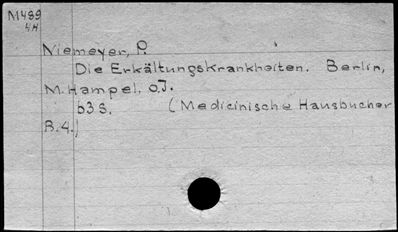 M489
4H
Niemeyer, P.
Die Erkältungskrankheiten. Berlin,
M. Hampel, o.J.
63 S. (Medicinische Hausbücher
B.4.)